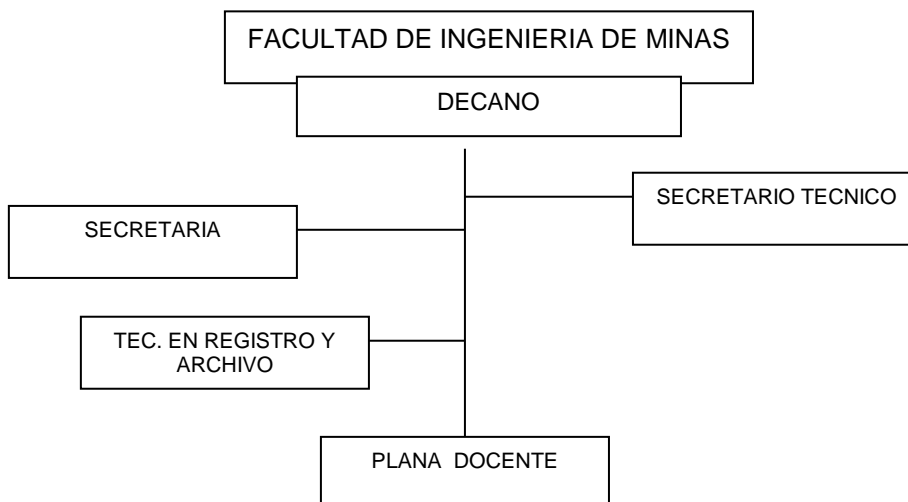 FACULTAD DE INGENIERIA DE MINAS
DECANO
SECRETARIO TECNICO
SECRETARIA
TEC. EN REGISTRO Y
ARCHIVO
PLANA DOCENTE